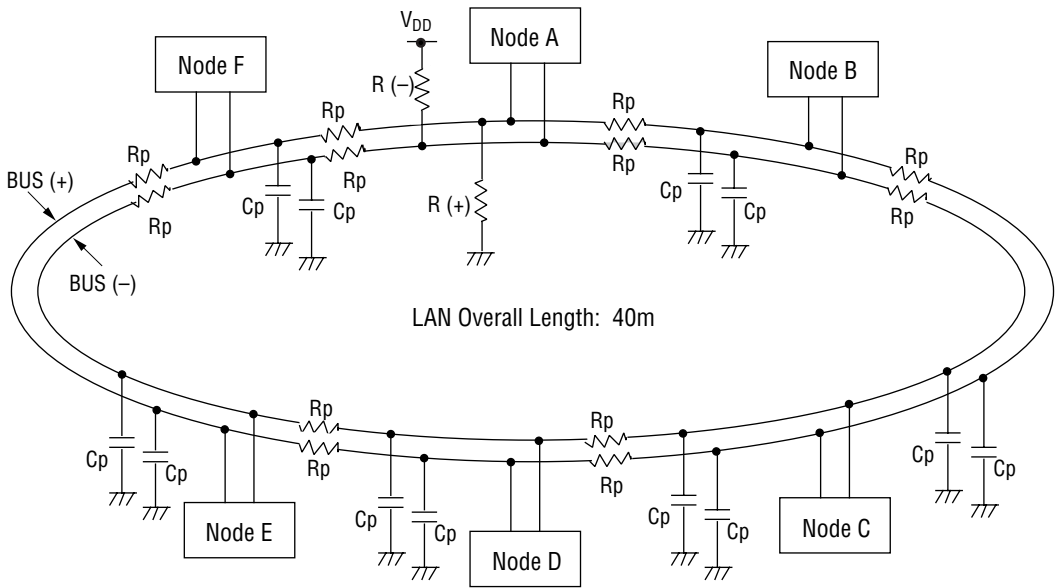 V_DD
Node A
Node F
Node B
R (–)
Rp
Rp
Rp
Rp
Rp
Rp
Rp
Rp
BUS (+)
Cp
Cp
R (+)
Cp
Cp
BUS (–)
LAN Overall Length: 40m
Rp
Rp
Rp
Rp
Cp
Cp
Cp
Cp
Cp
Cp
Cp
Cp
Node E
Node D
Node C